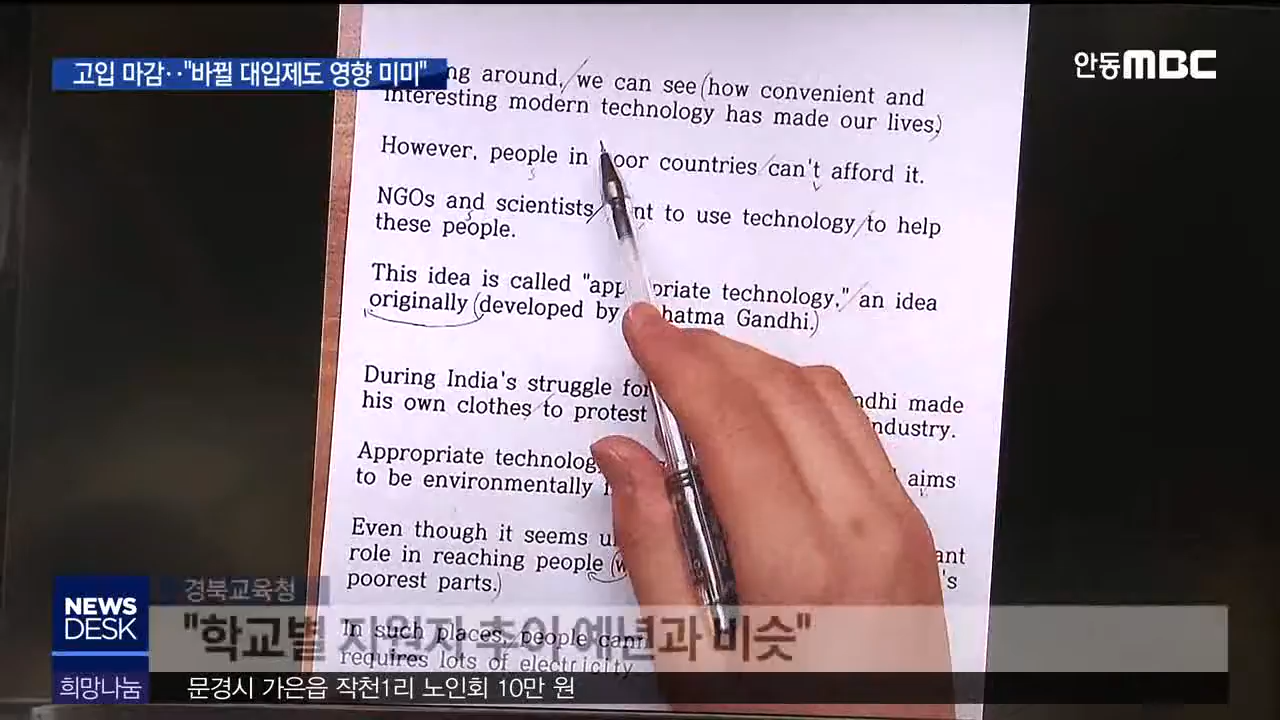 고입 마감··"바뀔 대입제도 영향 미미"
안동MBC
ng around, we can see (how convenient and
interesting modern technology has made our lives.)
However, people in poor countries can't afford it.
NGOs and scientists to use technology to help
these people.
This idea is called "appropriate technology," an idea
originally (developed by Gandhi.)
During India's struggle made
his own clothes to protest industry.
Appropriate aims
to be environmentally
Even though it seems
role in reaching people
poorest parts.)
In such places, people
requires lots of electricity
경북교육청
NEWS
DESK
"학교별 지원자 추이 예년과 비슷"
희망나눔
문경시 가은읍 작천1리 노인회 10만 원